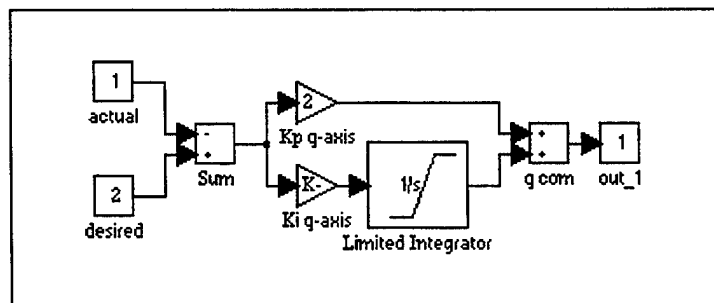 1
actual
2
desired
-
+
Sum
2
Kp q-axis
K-
Ki q-axis
1/s
Limited Integrator
+
+
q com
1
out_1